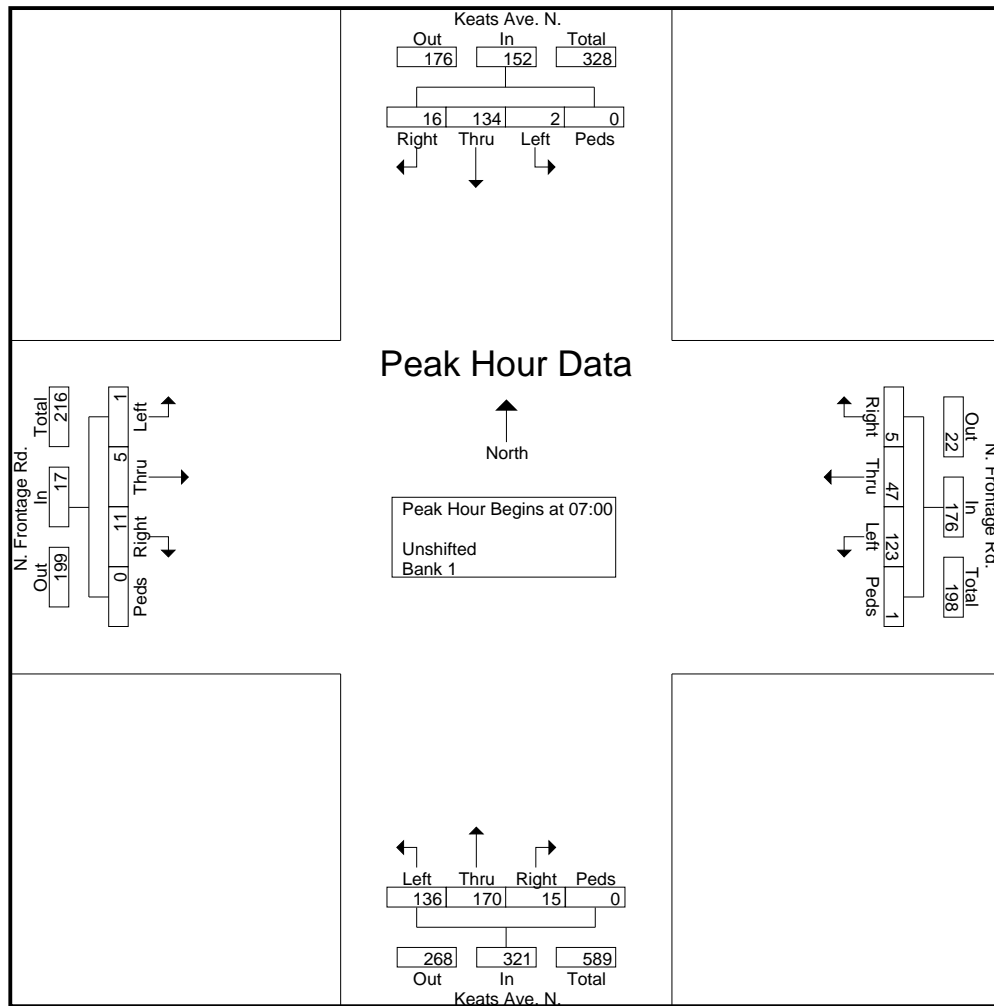 Keats Ave. N.
Out In Total
176 152 328
16 134 2 0
Right Thru Left Peds
Peak Hour Data
North
Peak Hour Begins at 07:00
Unshifted
Bank 1
N. Frontage Rd.
Total In Out
216 17 199
1 5 11 0
Left Thru Right Peds
N. Frontage Rd.
Out In Total
22 176 198
5 47 123 1
Right Thru Left Peds
Left Thru Right Peds
136 170 15 0
268 321 589
Out In Total
Keats Ave. N.